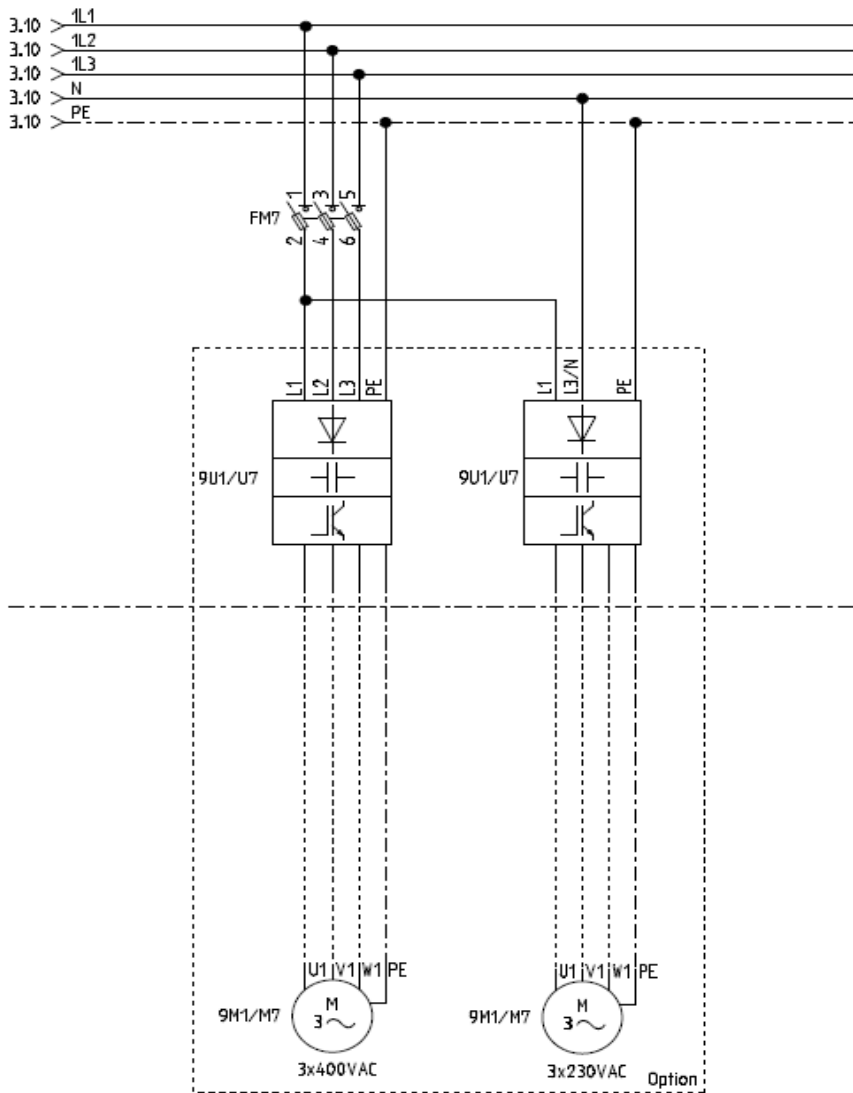 3.10 1L1
3.10 1L2
3.10 1L3
3.10 N
3.10 PE
1 3 5
FM7
2 4 6
L1 L2 L3 PE
L1 L3/N PE
9U1/U7
9U1/U7
U1 V1 W1 PE
U1 V1 W1 PE
9M1/M7
M
3
9M1/M7
M
3
3x400VAC
3x230VAC
Option